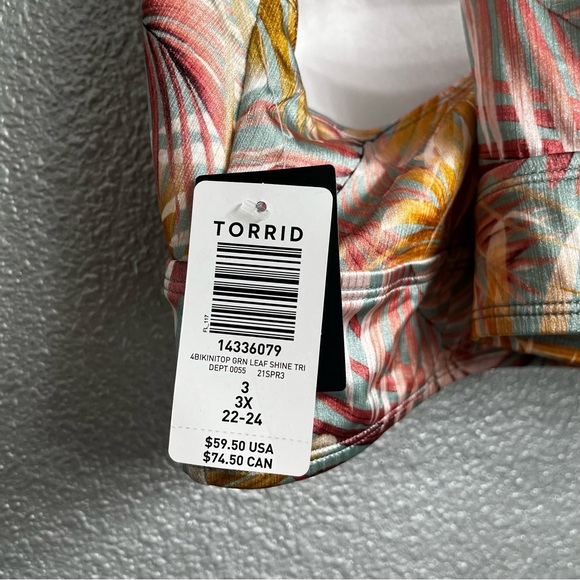 TORRID
FL_117
14336079
4BIKINITOP GRN LEAF SHINE TRI
DEPT 0055 21SPR3
3
3X
22-24
$59.50 USA
$74.50 CAN